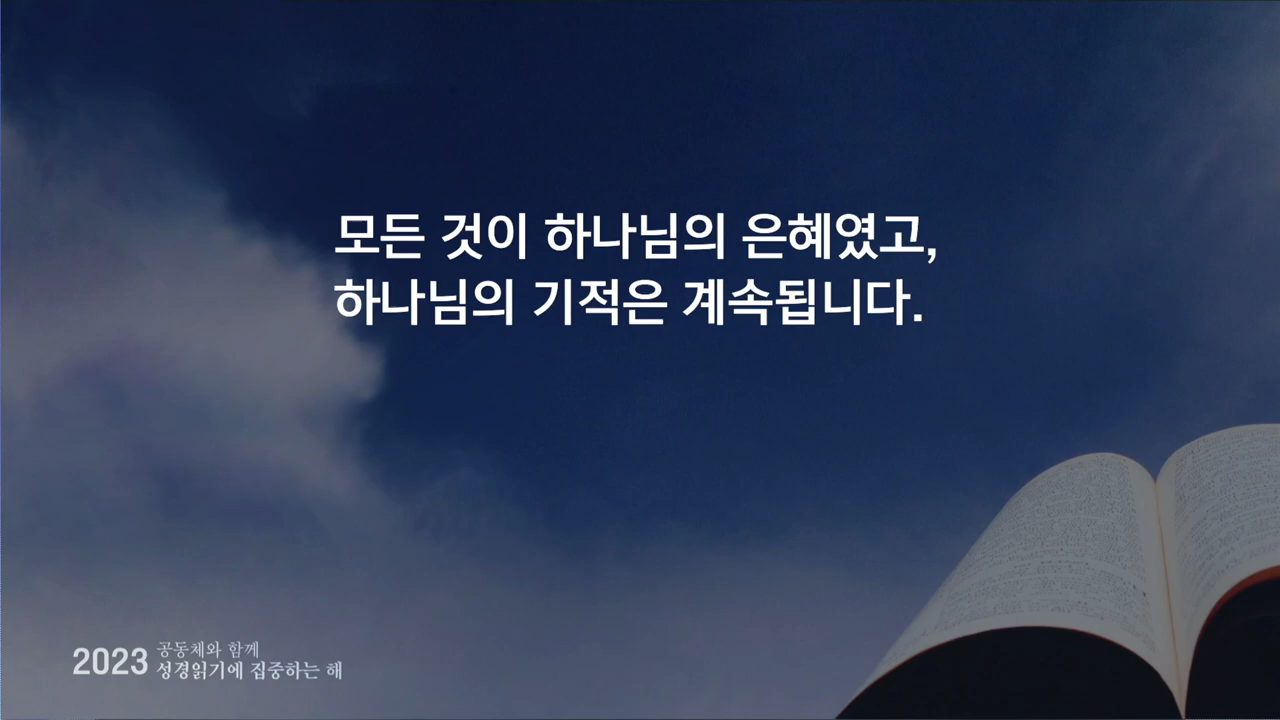 모든 것이 하나님의 은혜였고,
하나님의 기적은 계속됩니다.
2023 공동체와 함께
성경읽기에 집중하는 해